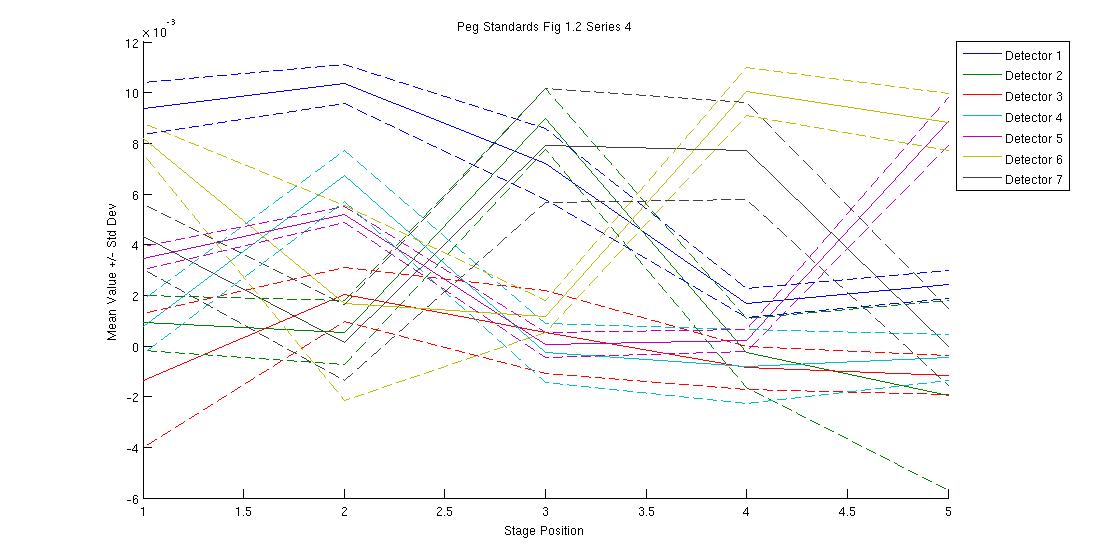 Peg Standards Fig 1.2 Series 4
× 10⁻³
12
10
8
6
4
2
0
-2
-4
-6
Mean Value +/- Std Dev
1 1.5 2 2.5 3 3.5 4 4.5 5
Stage Position
Detector 1
Detector 2
Detector 3
Detector 4
Detector 5
Detector 6
Detector 7